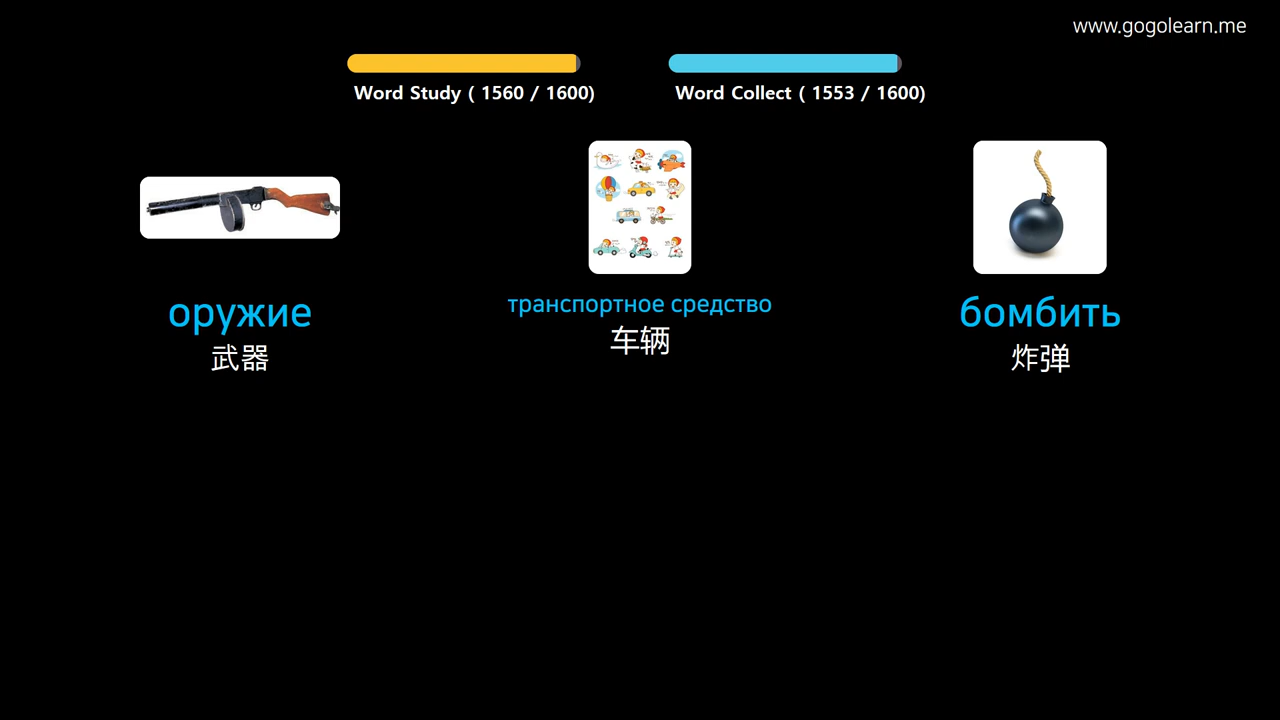 www.gogolearn.me
Word Study ( 1560 / 1600)
Word Collect ( 1553 / 1600)
оружие
武器
транспортное средство
车辆
бомбить
炸弹